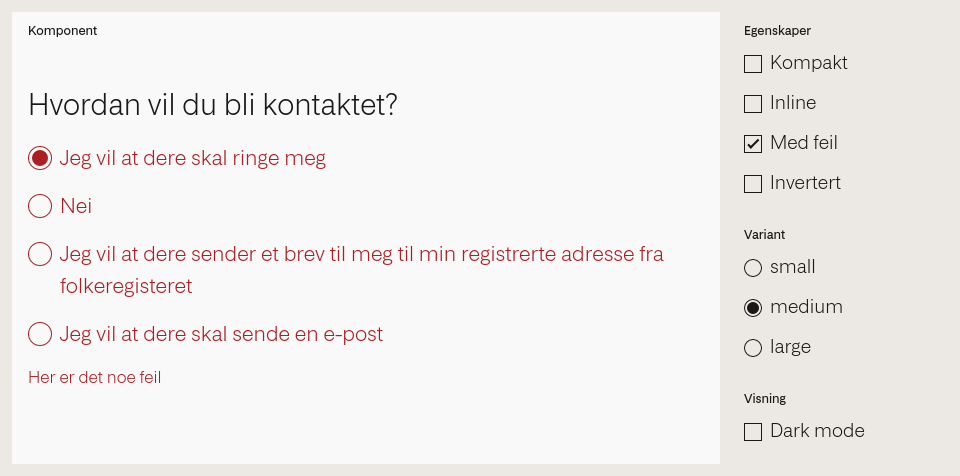 Komponent
Hvordan vil du bli kontaktet?
Jeg vil at dere skal ringe meg
Nei
Jeg vil at dere sender et brev til meg til min registrerte adresse fra
folkeregisteret
Jeg vil at dere skal sende en e-post
Her er det noe feil
Egenskaper
Kompakt
Inline
Med feil
Invertert
Variant
small
medium
large
Visning
Dark mode